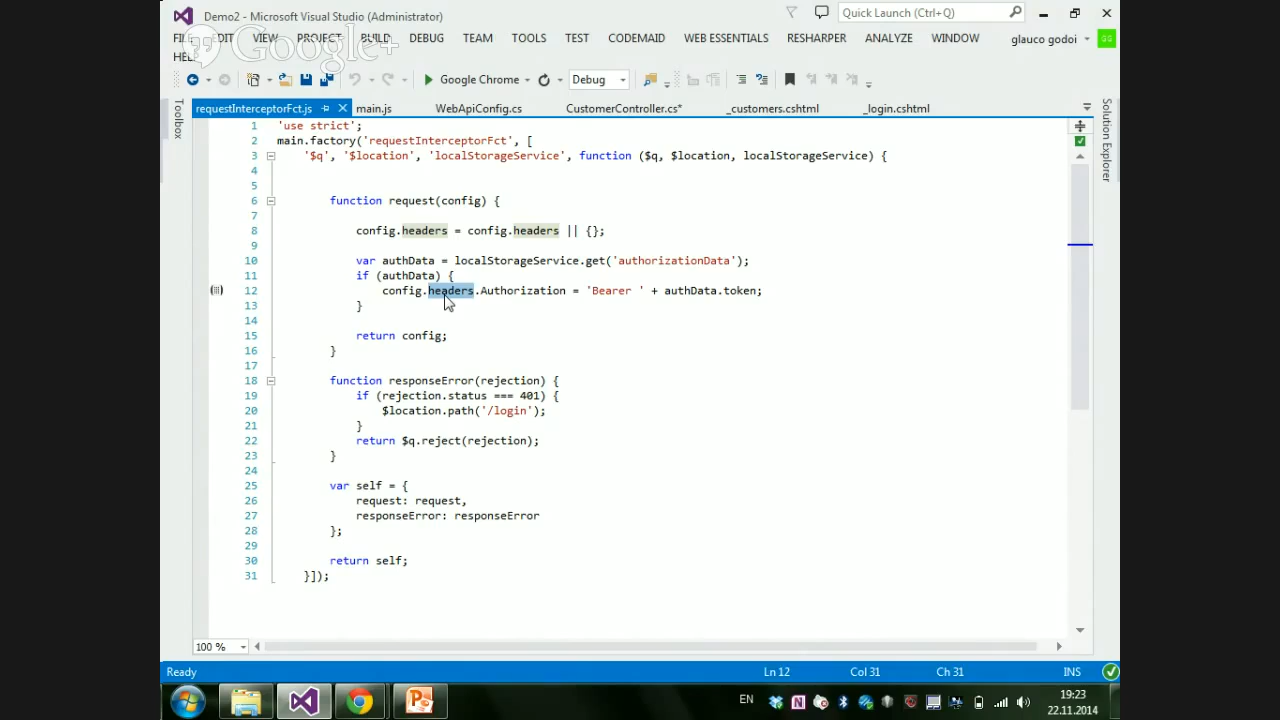 Demo2 - Microsoft Visual Studio (Administrator)
Quick Launch (Ctrl+Q)
VIEW PROJECT BUILD DEBUG TEAM TOOLS TEST CODEMAID WEB ESSENTIALS RESHARPER ANALYZE WINDOW glauco godoi GG
Google+
Google Chrome Debug
requestInterceptorFct.js main.js WebApiConfig.cs CustomerController.cs* _customers.cshtml _login.cshtml
Toolbox
Solution Explorer
1 'use strict';
2 main.factory('requestInterceptorFct', [
3 '$q', '$location', 'localStorageService', function ($q, $location, localStorageService) {
4
5
6 function request(config) {
7
8 config.headers = config.headers || {};
9
10 var authData = localStorageService.get('authorizationData');
11 if (authData) {
12 config.headers.Authorization = 'Bearer ' + authData.token;
13 }
14
15 return config;
16 }
17
18 function responseError(rejection) {
19 if (rejection.status === 401) {
20 $location.path('/login');
21 }
22 return $q.reject(rejection);
23 }
24
25 var self = {
26 request: request,
27 responseError: responseError
28 };
29
30 return self;
31 }]);
100 %
Ready Ln 12 Col 31 Ch 31 INS
EN 19:23
22.11.2014